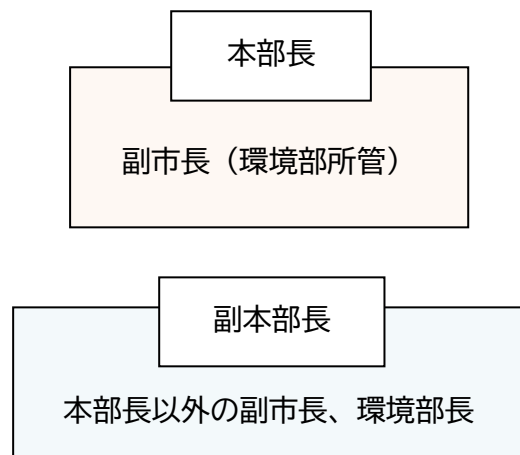 本部長
副市長（環境部所管）
副本部長
本部長以外の副市長、環境部長